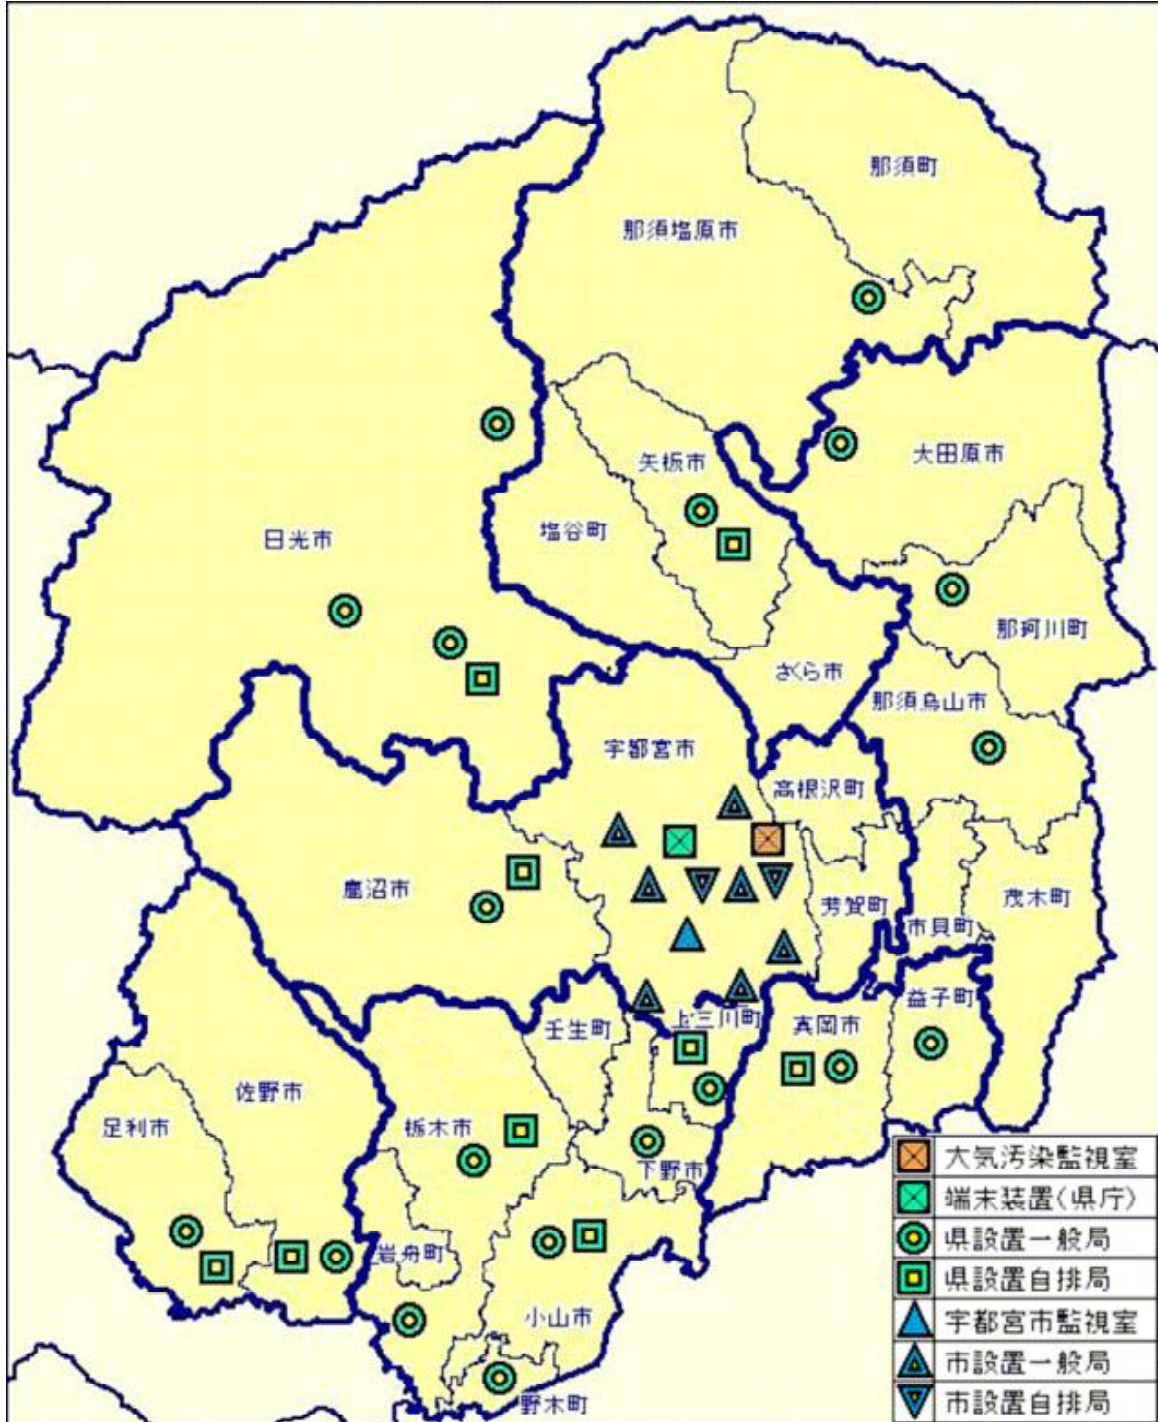 那須町
那須塩原市
大田原市
矢板市
塩谷町
日光市
那珂川町
さくら市
那須烏山市
宇都宮市
高根沢町
鹿沼市
芳賀町
茂木町
市貝町
益子町
上三川町
真岡市
壬生町
佐野市
足利市
栃木市
下野市
岩舟町
小山市
野木町
大気汚染監視室
端末装置(県庁)
県設置一般局
県設置自排局
宇都宮市監視室
市設置一般局
市設置自排局